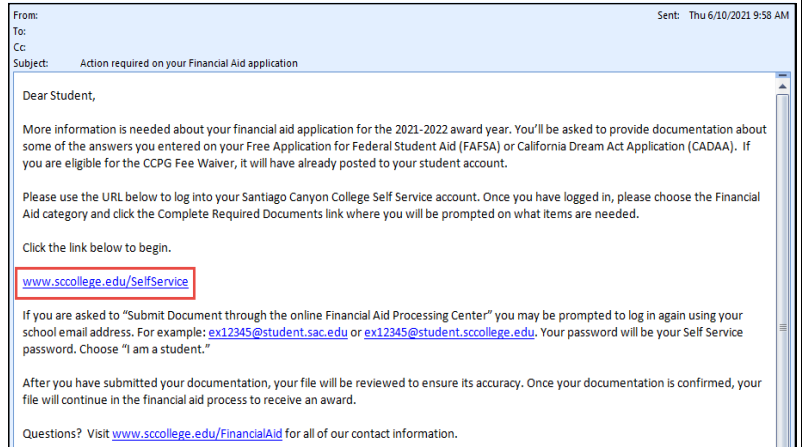 From: Sent: Thu 6/10/2021 9:58 AM
To:
Cc:
Subject: Action required on your Financial Aid application
Dear Student,
More information is needed about your financial aid application for the 2021-2022 award year. You'll be asked to provide documentation about
some of the answers you entered on your Free Application for Federal Student Aid (FAFSA) or California Dream Act Application (CADAA). If
you are eligible for the CCPG Fee Waiver, it will have already posted to your student account.
Please use the URL below to log into your Santiago Canyon College Self Service account. Once you have logged in, please choose the Financial
Aid category and click the Complete Required Documents link where you will be prompted on what items are needed.
Click the link below to begin.
www.sccollege.edu/SelfService
If you are asked to “Submit Document through the online Financial Aid Processing Center” you may be prompted to log in again using your
school email address. For example: ex12345@student.sac.edu or ex12345@student.sccollege.edu. Your password will be your Self Service
password. Choose “I am a student.”
After you have submitted your documentation, your file will be reviewed to ensure its accuracy. Once your documentation is confirmed, your
file will continue in the financial aid process to receive an award.
Questions? Visit www.sccollege.edu/FinancialAid for all of our contact information.